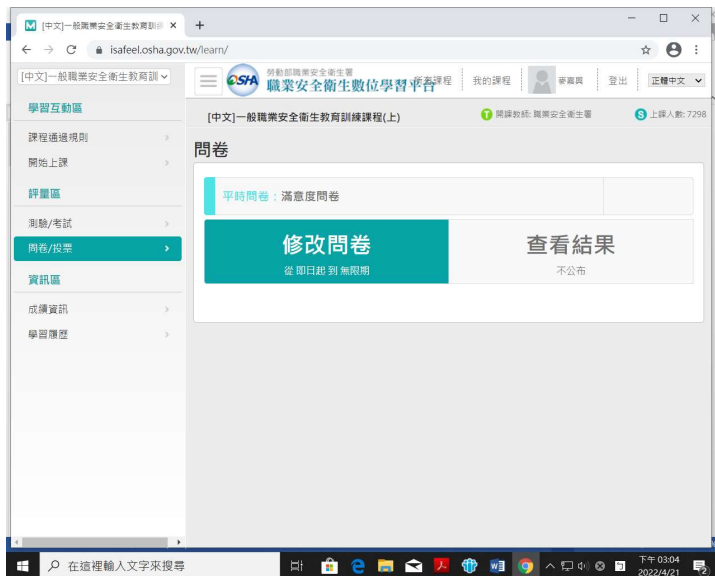 [中文]一般職業安全衛生教育訓練
isafeel.osha.gov.tw/learn/
[中文]一般職業安全衛生教育訓
OSHA
勞動部職業安全衛生署
職業安全衛生數位學習平台
所有課程
我的課程
麥嘉興
登出
正體中文
學習互動區
課程通過規則
開始上課
評量區
測驗/考試
問卷/投票
資訊區
成績資訊
學習履歷
[中文]一般職業安全衛生教育訓練課程(上)
T 開課教師: 職業安全衛生署
S 上課人數: 7298
問卷
平時問卷：滿意度問卷
修改問卷
從 即日起 到 無限期
查看結果
不公布
在這裡輸入文字來搜尋
下午 03:04
2022/4/21
2